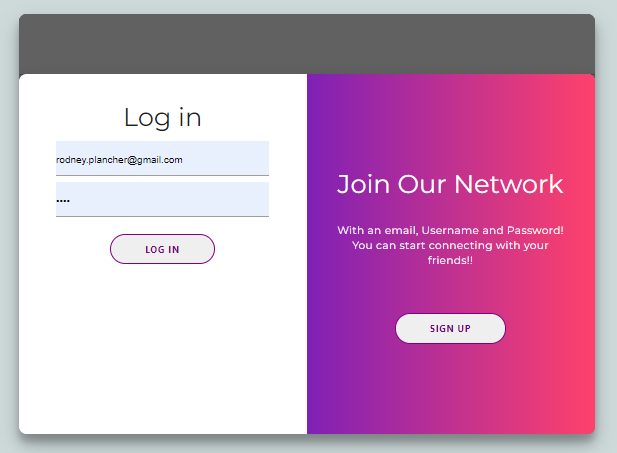 Log in
rodney.plancher@gmail.com
••••
LOG IN
Join Our Network
With an email, Username and Password!
You can start connecting with your
friends!!
SIGN UP